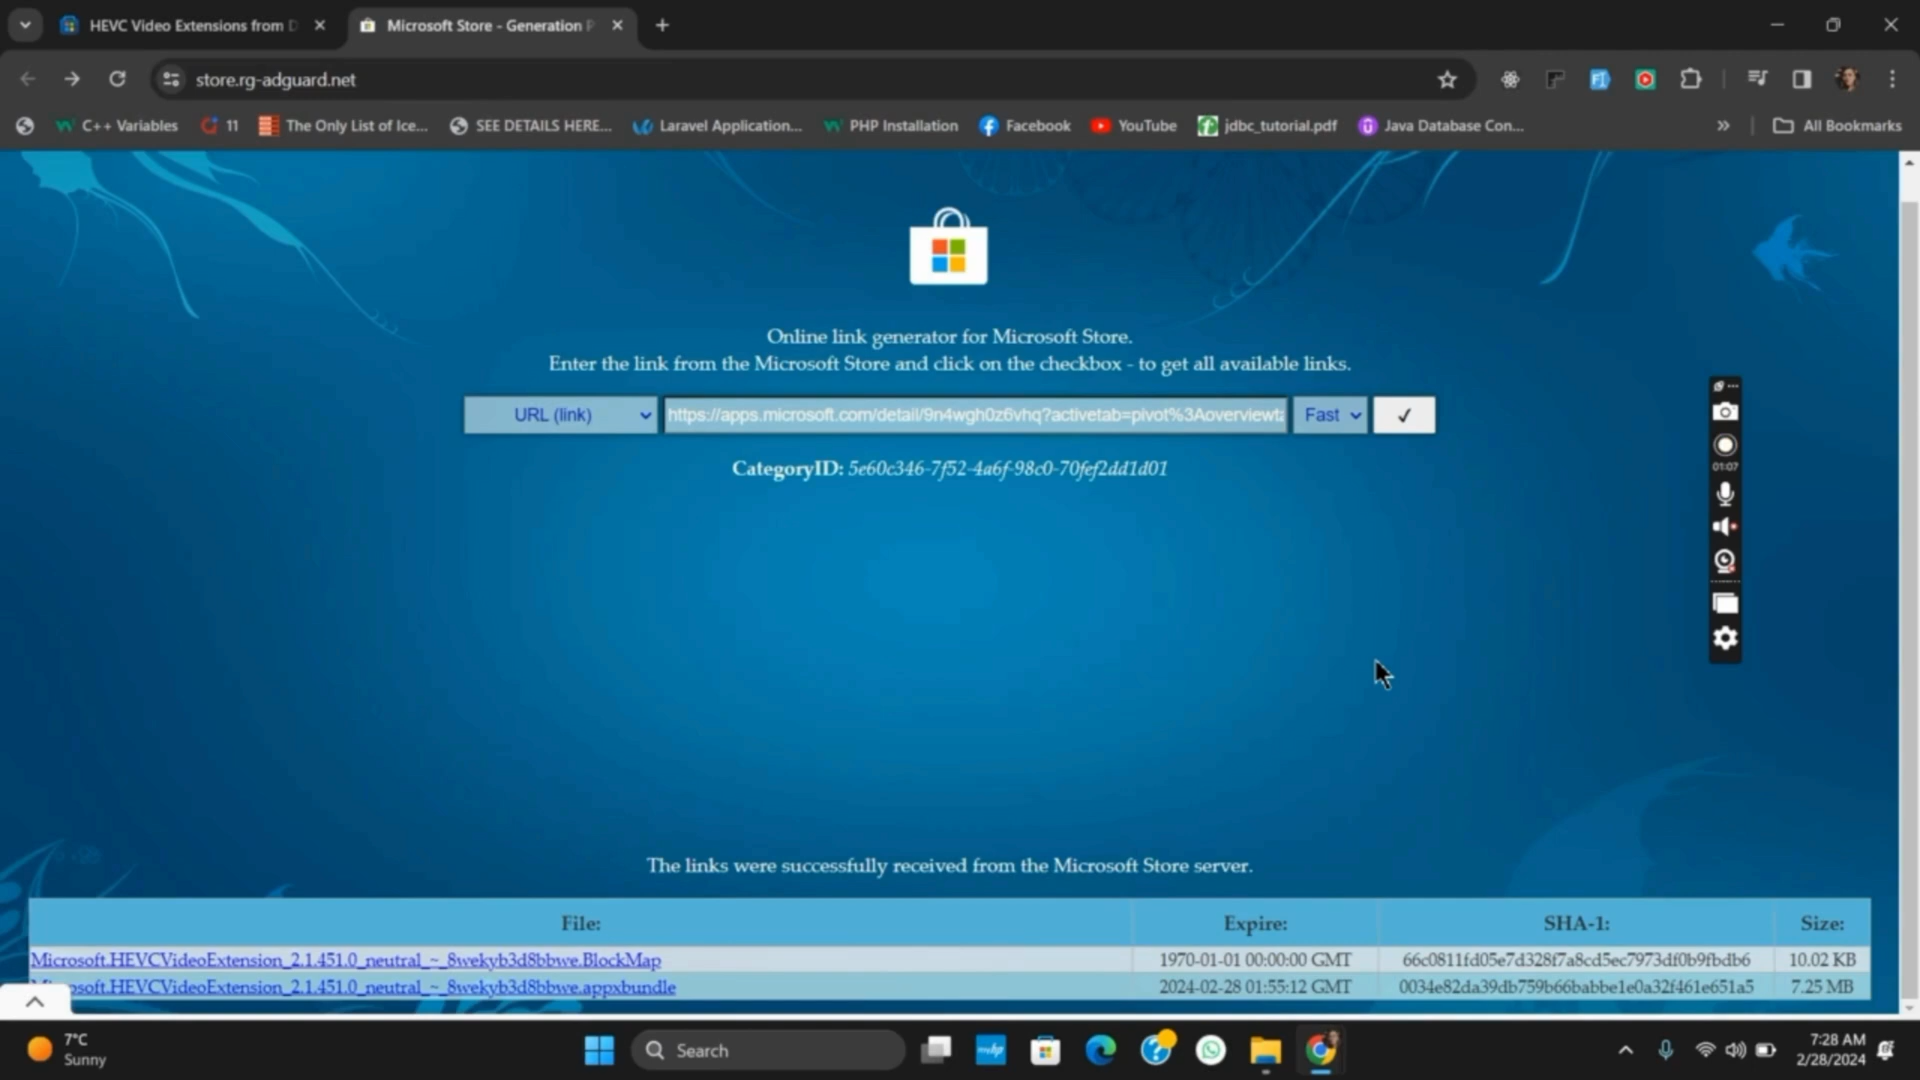 HEVC Video Extensions from D
Microsoft Store - Generation P
store.rg-adguard.net
C++ Variables
11
The Only List of Ice...
SEE DETAILS HERE...
Laravel Application...
PHP Installation
Facebook
YouTube
jdbc_tutorial.pdf
Java Database Con...
All Bookmarks
Online link generator for Microsoft Store.
Enter the link from the Microsoft Store and click on the checkbox - to get all available links.
URL (link)
https://apps.microsoft.com/detail/9n4wgh0z6vhq?activetab=pivot%3Aoverviewta
Fast
CategoryID: 5e60c346-7f52-4a6f-98c0-70fef2dd1d01
01:07
The links were successfully received from the Microsoft Store server.
File: Expire: SHA-1: Size:
Microsoft.HEVCVideoExtension_2.1.451.0_neutral_~_8wekyb3d8bbwe.BlockMap 1970-01-01 00:00:00 GMT 66c0811fd05e7d328f7a8cd5ec7973df0b9fbdb6 10.02 KB
osoft.HEVCVideoExtension_2.1.451.0_neutral_~_8wekyb3d8bbwe.appxbundle 2024-02-28 01:55:12 GMT 0034e82da39db759b66babbe1e0a32f461e651a5 7.25 MB
7°C
Sunny
Search
myhp
7:28 AM
2/28/2024